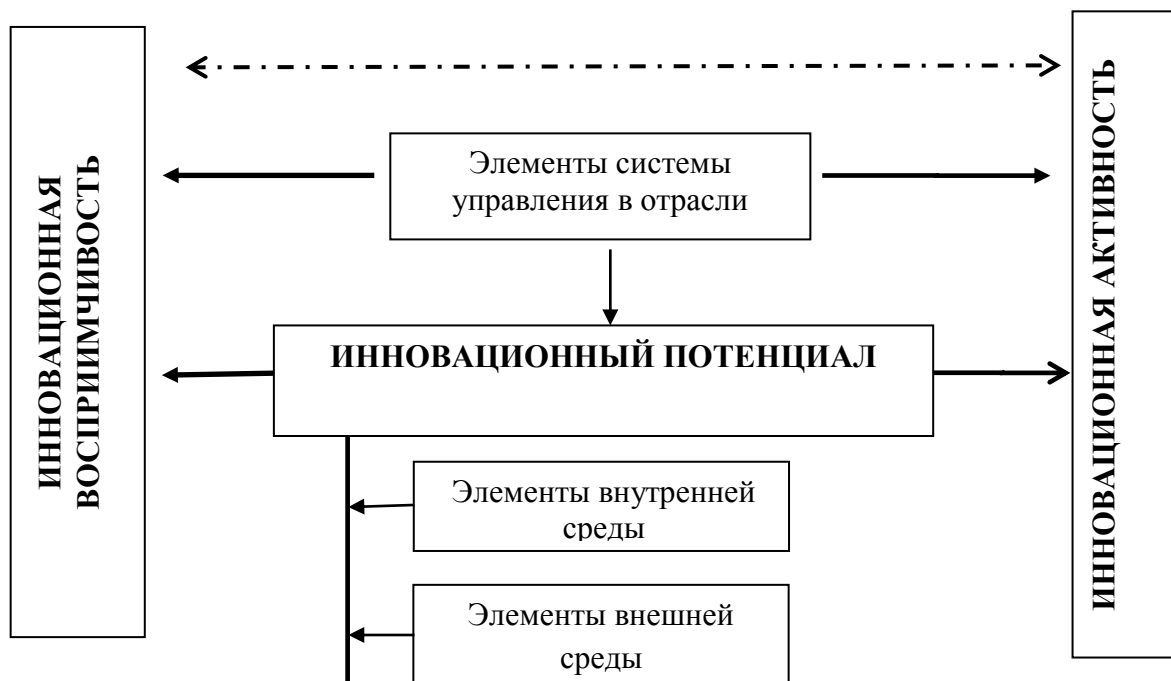 ИННОВАЦИОННАЯ
ВОСПРИИМЧИВОСТЬ
Элементы системы
управления в отрасли
ИННОВАЦИОННЫЙ ПОТЕНЦИАЛ
Элементы внутренней
среды
Элементы внешней
среды
ИННОВАЦИОННАЯ АКТИВНОСТЬ